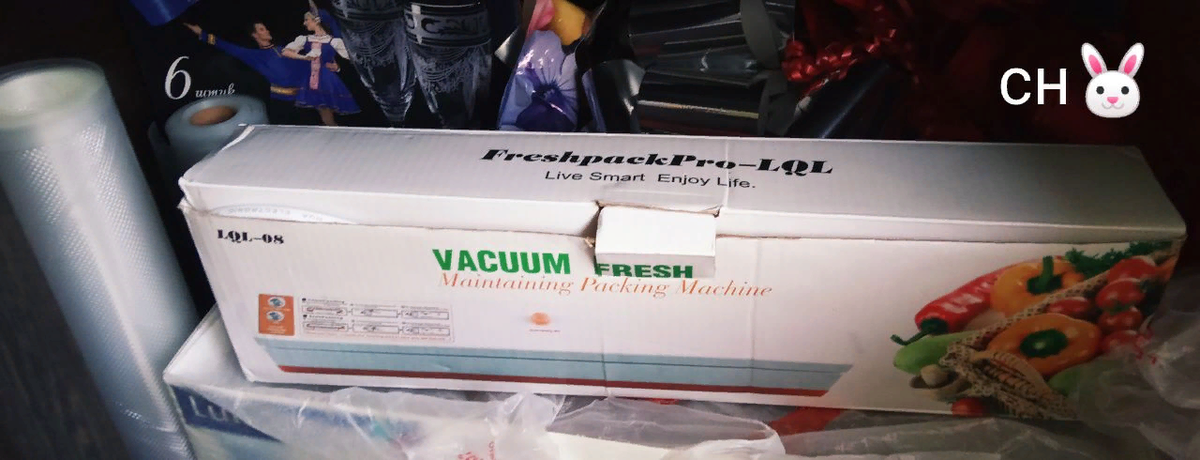 CH
6 штук
FreshpackPro-LQL
Live Smart Enjoy Life.
LQL-08
VACUUM FRESH
Maintaining Packing Machine